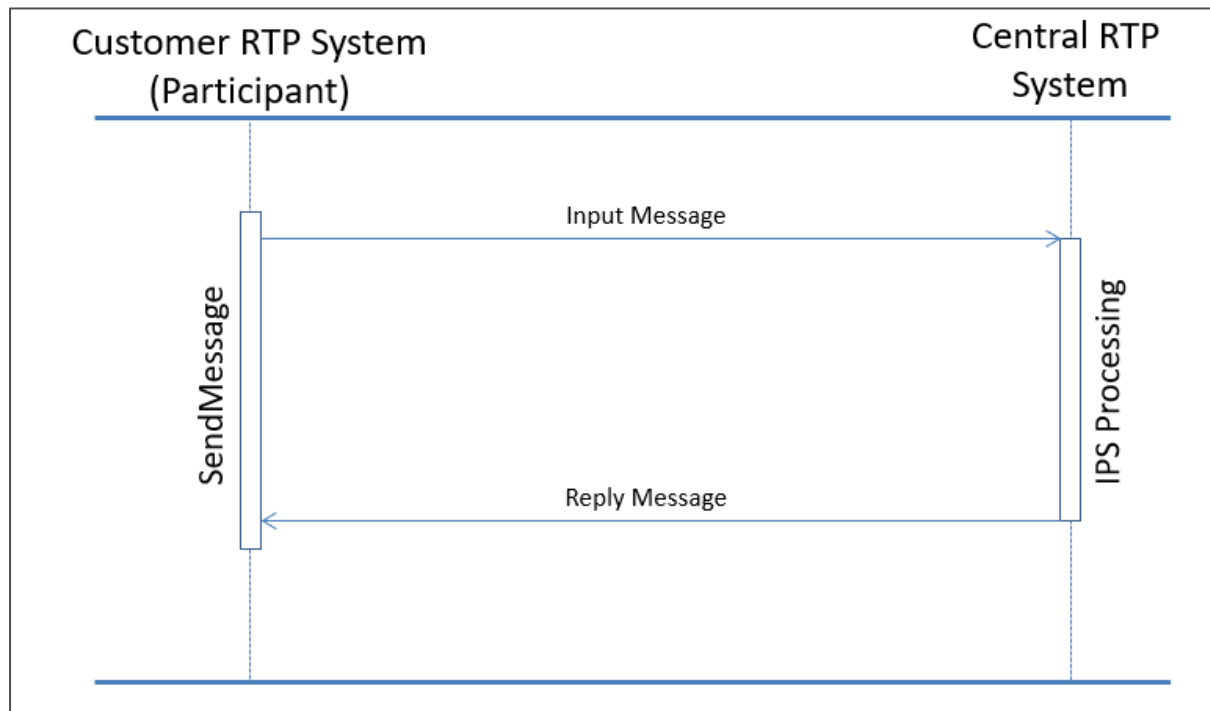 Customer RTP System
(Participant)
Central RTP
System
Input Message
SendMessage
IPS Processing
Reply Message